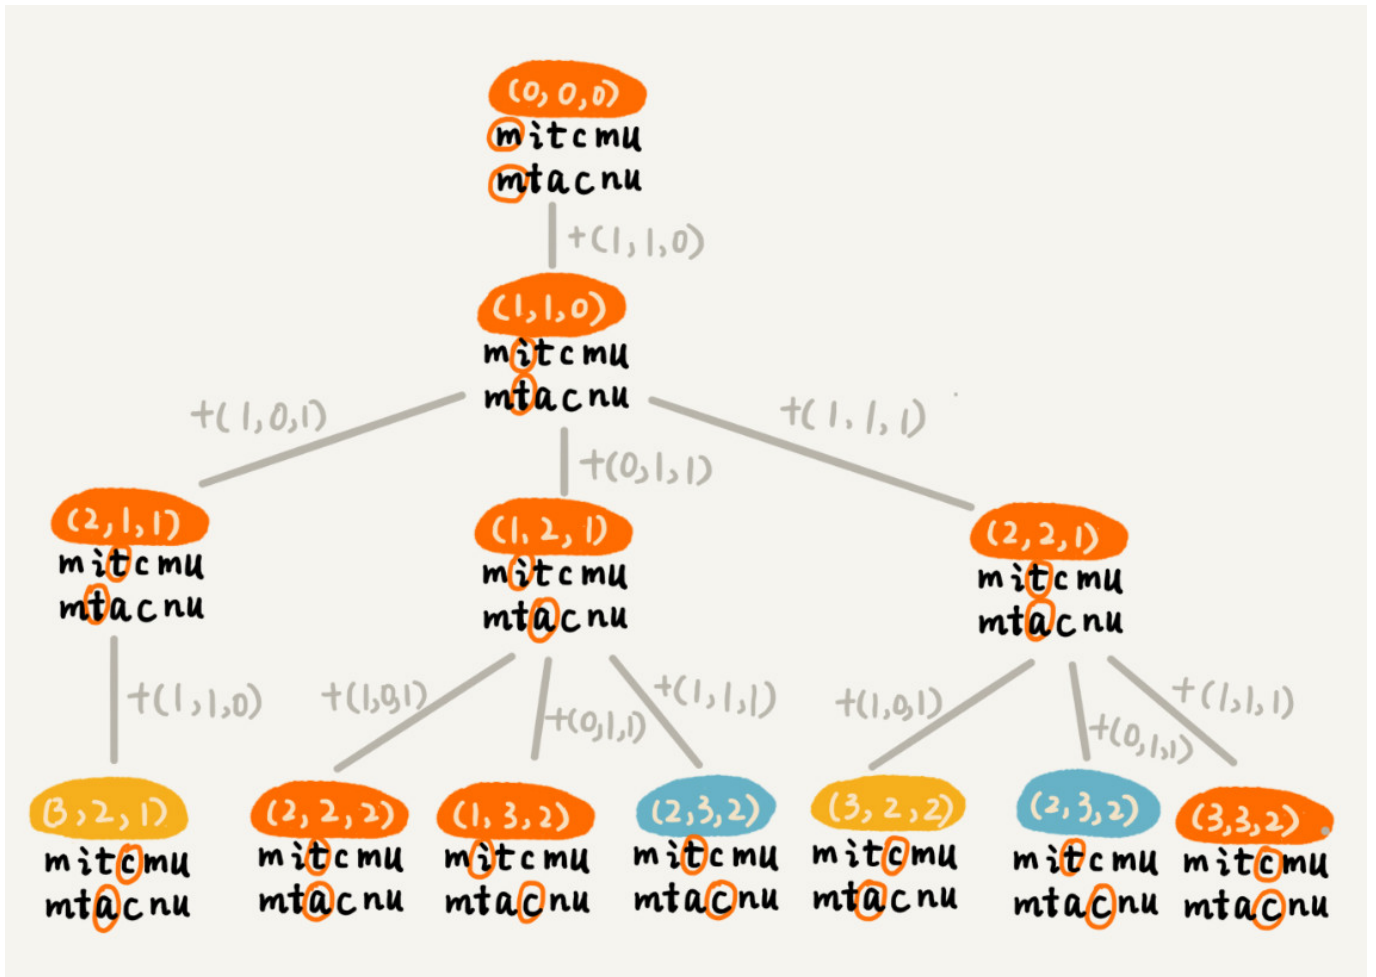 (0,0,0)
mitcmu
mtacnu
+(1,1,0)
(1,1,0)
mitcmu
mtacnu
+(1,0,1)
+(0,1,1)
+(1,1,1)
(2,1,1)
mitcmu
mtacnu
(1,2,1)
mitcmu
mtacnu
(2,2,1)
mitcmu
mtacnu
+(1,1,0)
+(1,0,1)
+(0,1,1)
+(1,1,1)
+(1,0,1)
+(0,1,1)
+(1,1,1)
(3,2,1)
mitcmu
mtacnu
(2,2,2)
mitcmu
mtacnu
(1,3,2)
mitcmu
mtacnu
(2,3,2)
mitcmu
mtacnu
(3,2,2)
mitcmu
mtacnu
(2,3,2)
mitcmu
mtacnu
(3,3,2)
mitcmu
mtacnu